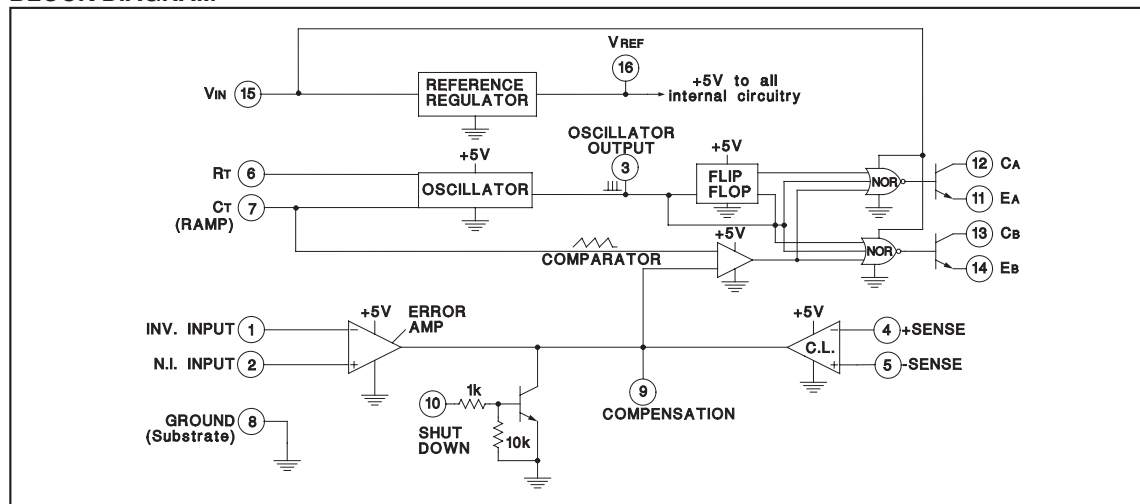 BLOCK DIAGRAM
VREF
16
+5V to all
internal circuitry
VIN 15
REFERENCE
REGULATOR
OSCILLATOR
OUTPUT
3
+5V
+5V
RT 6
OSCILLATOR
FLIP
FLOP
NOR
12 CA
11 EA
CT 7
(RAMP)
+5V
COMPARATOR
NOR
13 CB
14 EB
INV. INPUT 1
+5V
ERROR
AMP
+5V
4 +SENSE
N.I. INPUT 2
C.L.
5 -SENSE
-
+
-
+
10
1k
9
COMPENSATION
GROUND 8
(Substrate)
SHUT
DOWN
10k